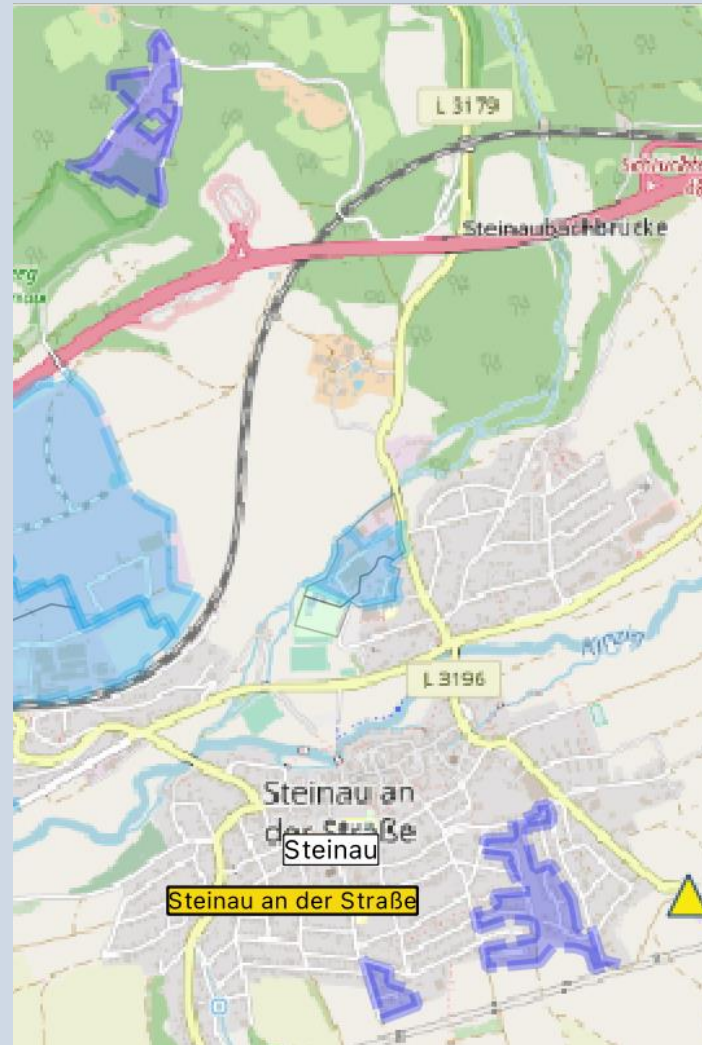 L 3179
Steinaubachbrücke
Kinzig
L 3196
Steinau an
der Straße
Steinau
Steinau an der Straße